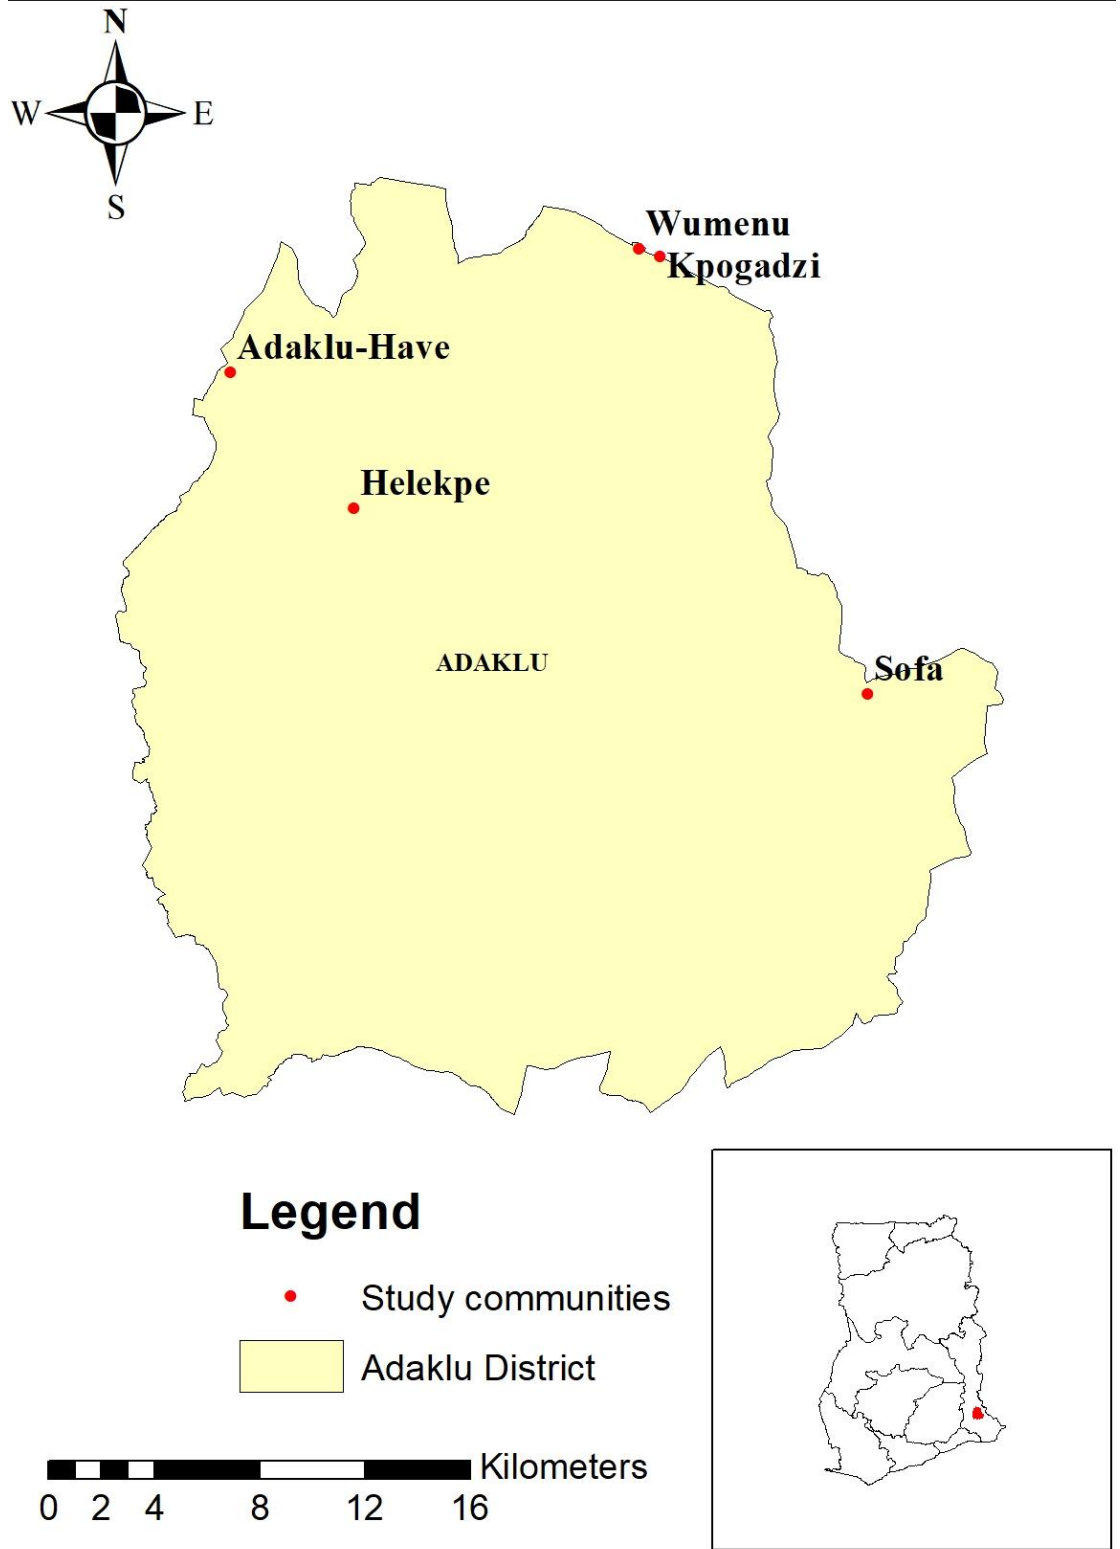 N
W E
S
Wumenu
Kpogadzi
Adaklu-Have
Helekpe
ADAKLU
Sofa
Legend
Study communities
Adaklu District
Kilometers
0 2 4 8 12 16